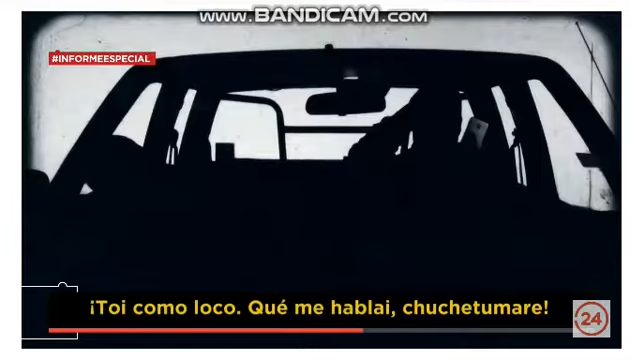 WWW.BANDICAM.COM
#INFORMEESPECIAL
¡Toi como loco. Qué me hablai, chuchetumare!
24